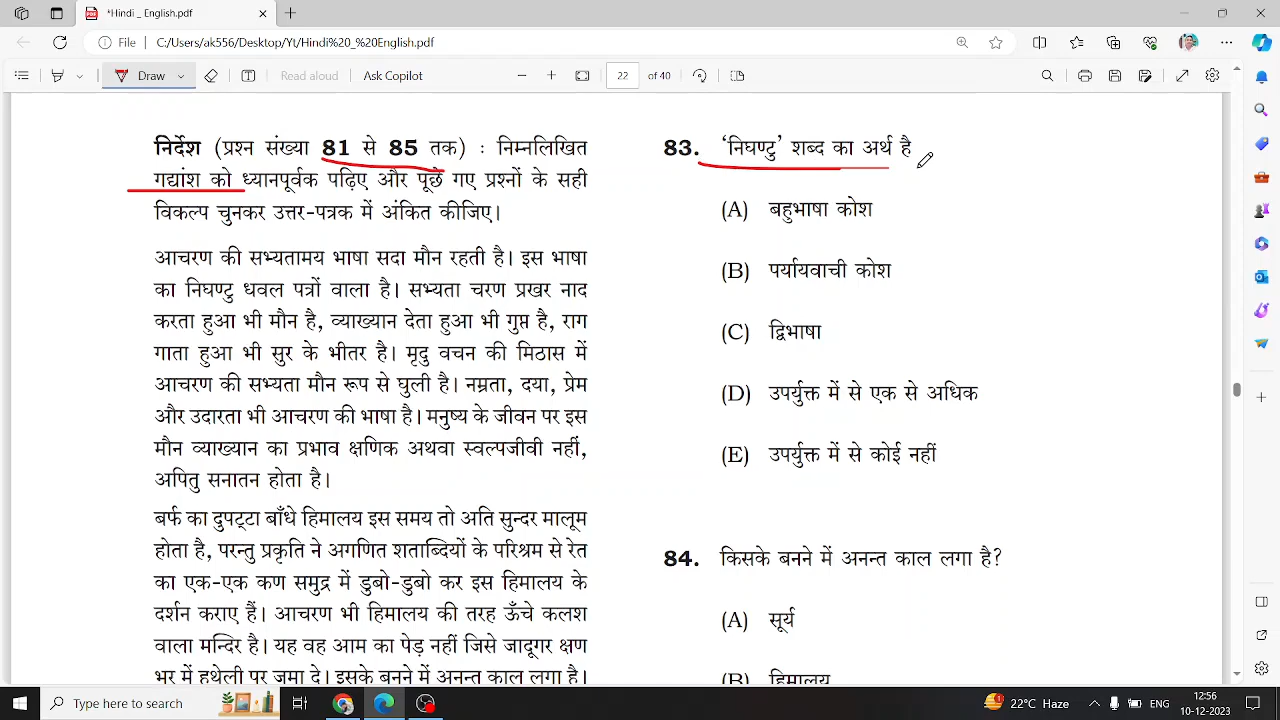 *Hindi _ English.pdf
File
C:/Users/ak556/Desktop/Yt/Hindi%20_%20English.pdf
Draw
Read aloud
Ask Copilot
22
of 40
निर्देश (प्रश्न संख्या 81 से 85 तक) : निम्नलिखित
गद्यांश को ध्यानपूर्वक पढ़िए और पूछे गए प्रश्नों के सही
विकल्प चुनकर उत्तर-पत्रक में अंकित कीजिए।
आचरण की सभ्यतामय भाषा सदा मौन रहती है। इस भाषा
का निघण्टु धवल पत्रों वाला है। सभ्यता चरण प्रखर नाद
करता हुआ भी मौन है, व्याख्यान देता हुआ भी गुप्त है, राग
गाता हुआ भी सुर के भीतर है। मृदु वचन की मिठास में
आचरण की सभ्यता मौन रूप से घुली है। नम्रता, दया, प्रेम
और उदारता भी आचरण की भाषा है। मनुष्य के जीवन पर इस
मौन व्याख्यान का प्रभाव क्षणिक अथवा स्वल्पजीवी नहीं,
अपितु सनातन होता है।
बर्फ का दुपट्टा बाँधे हिमालय इस समय तो अति सुन्दर मालूम
होता है, परन्तु प्रकृति ने अगणित शताब्दियों के परिश्रम से रेत
का एक-एक कण समुद्र में डुबो-डुबो कर इस हिमालय के
दर्शन कराए हैं। आचरण भी हिमालय की तरह ऊँचे कलश
वाला मन्दिर है। यह वह आम का पेड़ नहीं जिसे जादूगर क्षण
भर में हथेली पर जमा दे। इसके बनने में अनन्त काल लगा है।
83. 'निघण्टु' शब्द का अर्थ है
(A) बहुभाषा कोश
(B) पर्यायवाची कोश
(C) द्विभाषा
(D) उपर्युक्त में से एक से अधिक
(E) उपर्युक्त में से कोई नहीं
84. किसके बनने में अनन्त काल लगा है?
(A) सूर्य
(B) हिमालय
Type here to search
22°C Haze
12:56
10-12-2023